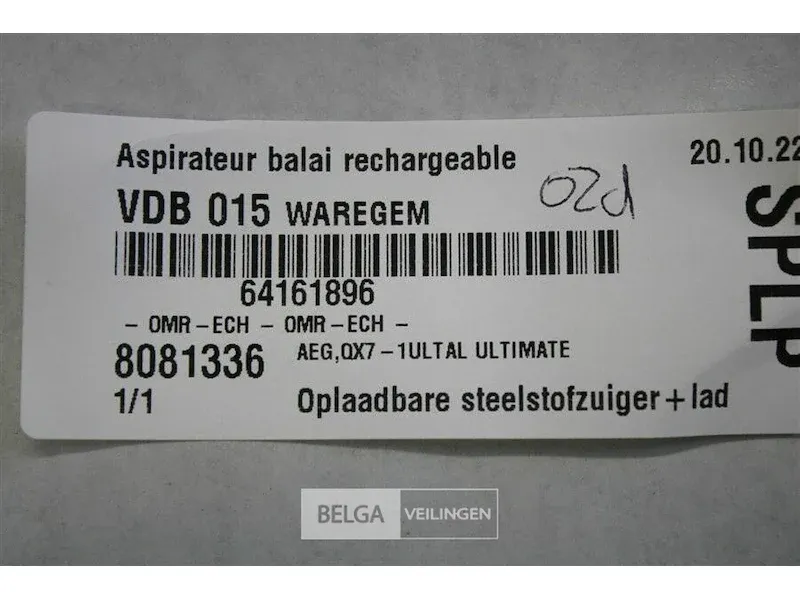 Aspirateur balai rechargeable
20.10.22
VDB 015 WAREGEM
SPLP
64161896
- OMR - ECH - OMR - ECH -
8081336 AEG,QX7-1ULTAL ULTIMATE
1/1 Oplaadbare steelstofzuiger+lad
BELGA VEILINGEN